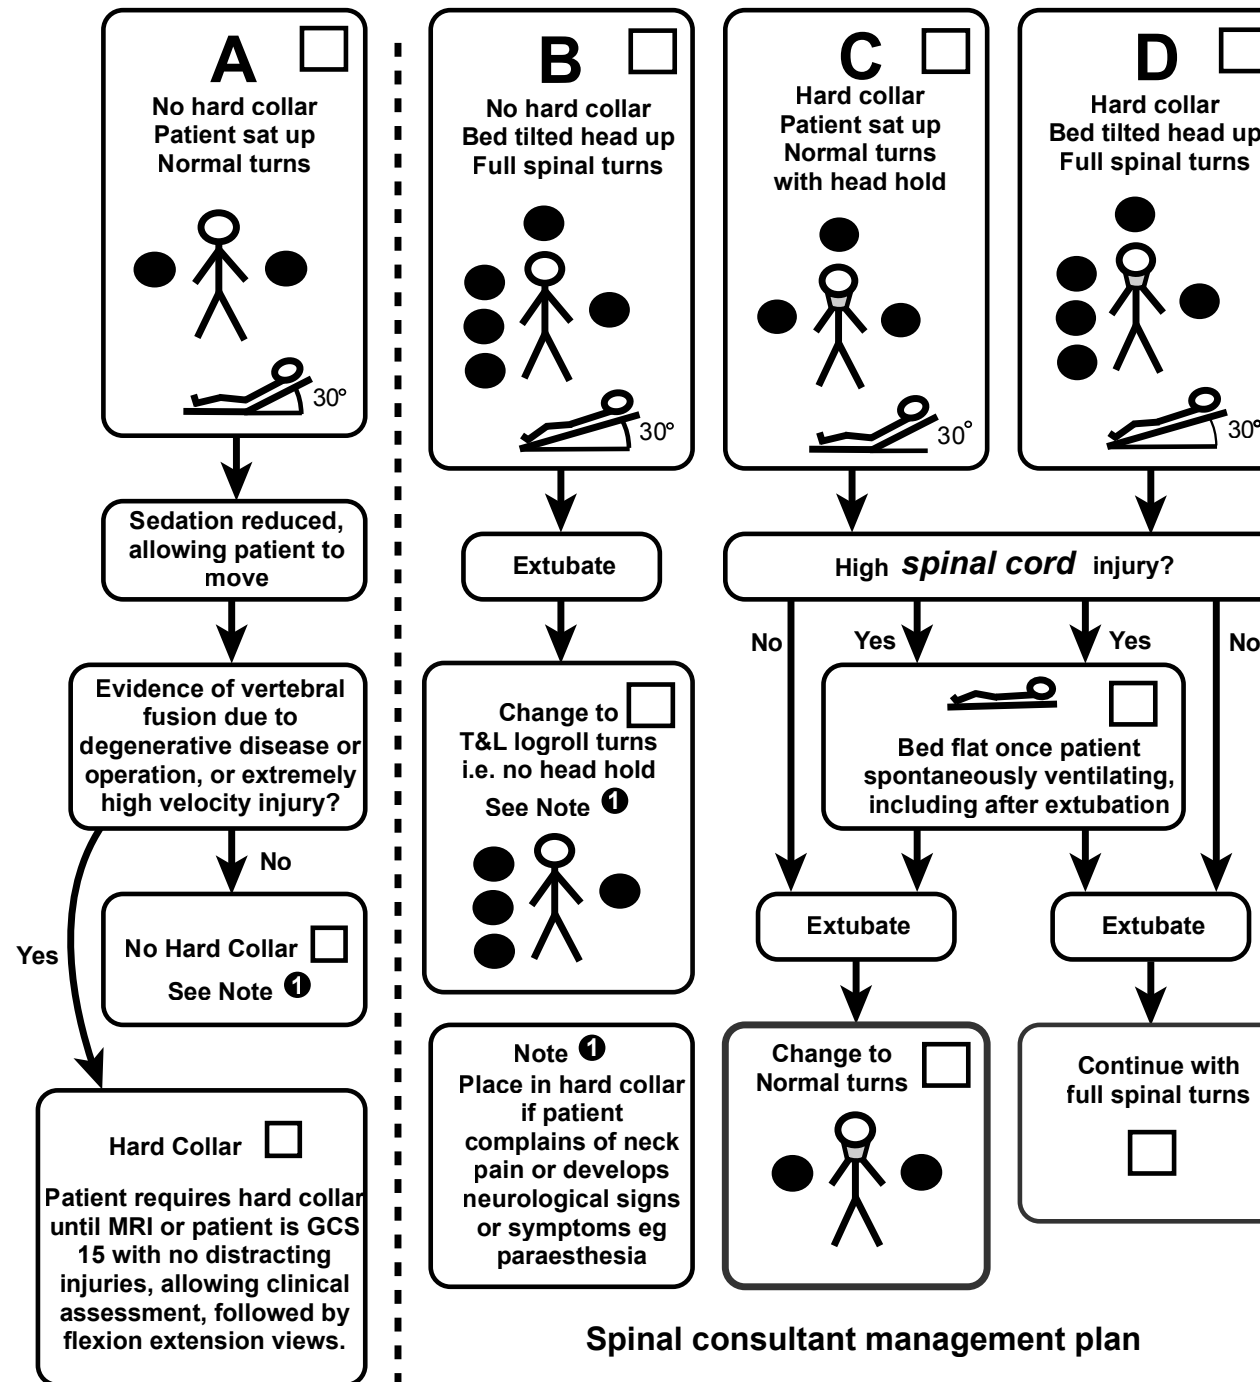 A
No hard collar
Patient sat up
Normal turns
30°
Sedation reduced,
allowing patient to
move
Evidence of vertebral
fusion due to
degenerative disease or
operation, or extremely
high velocity injury?
Yes
No
No Hard Collar
See Note 1
Hard Collar
Patient requires hard collar
until MRI or patient is GCS
15 with no distracting
injuries, allowing clinical
assessment, followed by
flexion extension views.
B
No hard collar
Bed tilted head up
Full spinal turns
30°
Extubate
Change to
T&L logroll turns
i.e. no head hold
See Note 1
Note 1
Place in hard collar
if patient
complains of neck
pain or develops
neurological signs
or symptoms eg
paraesthesia
C
Hard collar
Patient sat up
Normal turns
with head hold
30°
D
Hard collar
Bed tilted head up
Full spinal turns
30°
High spinal cord injury?
No
Yes
Yes
No
Bed flat once patient
spontaneously ventilating,
including after extubation
Extubate
Extubate
Change to
Normal turns
Continue with
full spinal turns
Spinal consultant management plan